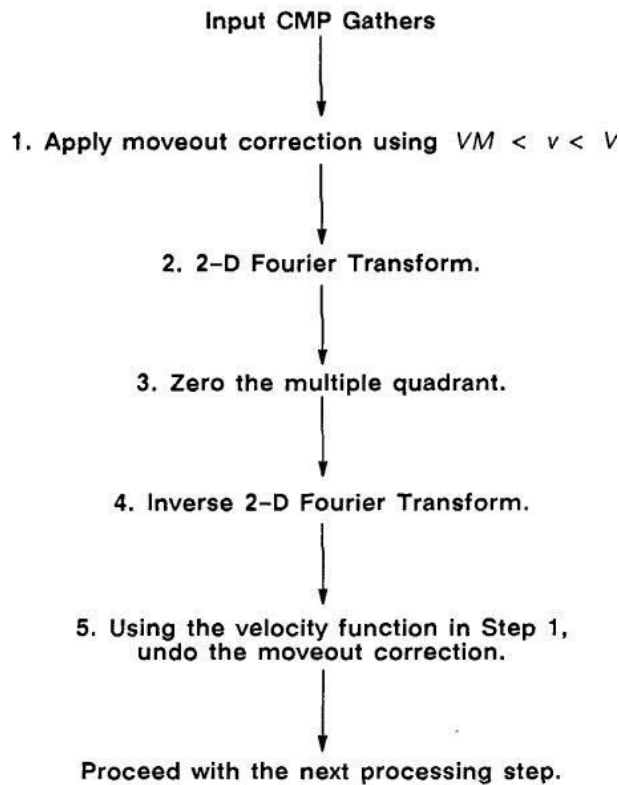 Input CMP Gathers
1. Apply moveout correction using VM < v < V
2. 2-D Fourier Transform.
3. Zero the multiple quadrant.
4. Inverse 2-D Fourier Transform.
5. Using the velocity function in Step 1,
undo the moveout correction.
Proceed with the next processing step.